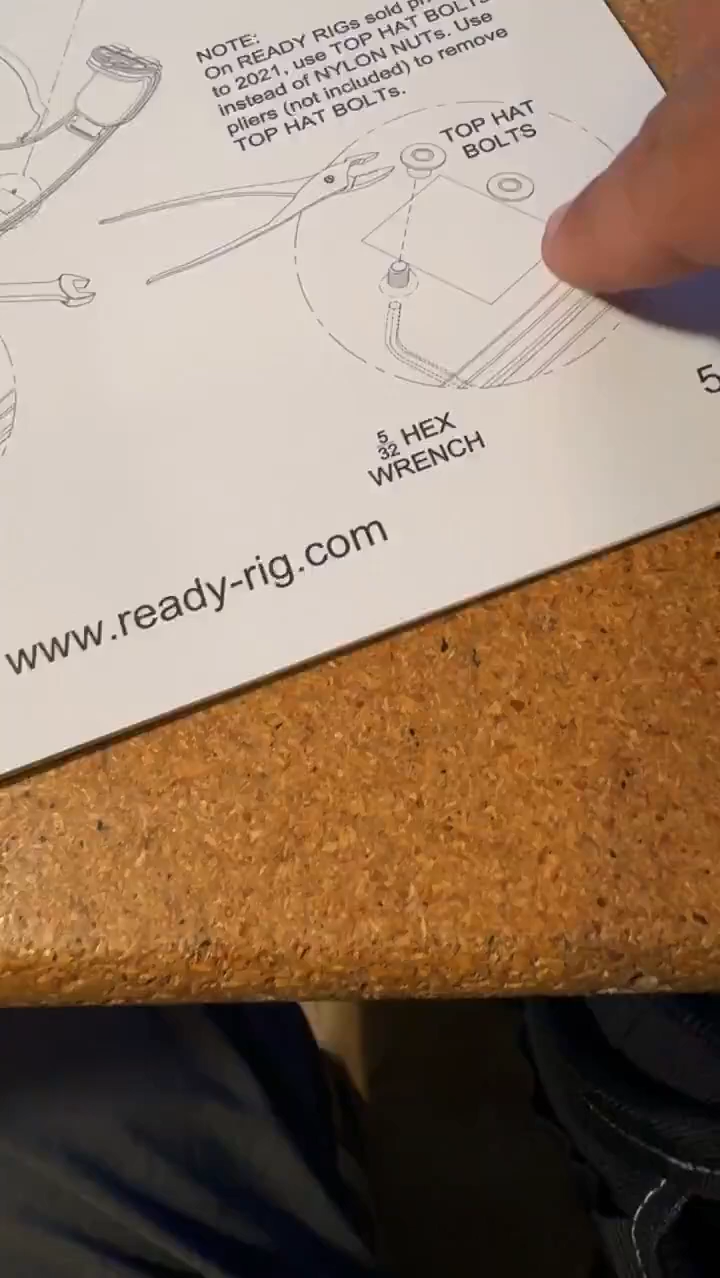 NOTE:
On READY RIGs sold
to 2021, use TOP HAT BOLTs
instead of NYLON NUTs. Use
pliers (not included) to remove
TOP HAT BOLTs.
TOP HAT
BOLTS
5
5/32 HEX
WRENCH
www.ready-rig.com